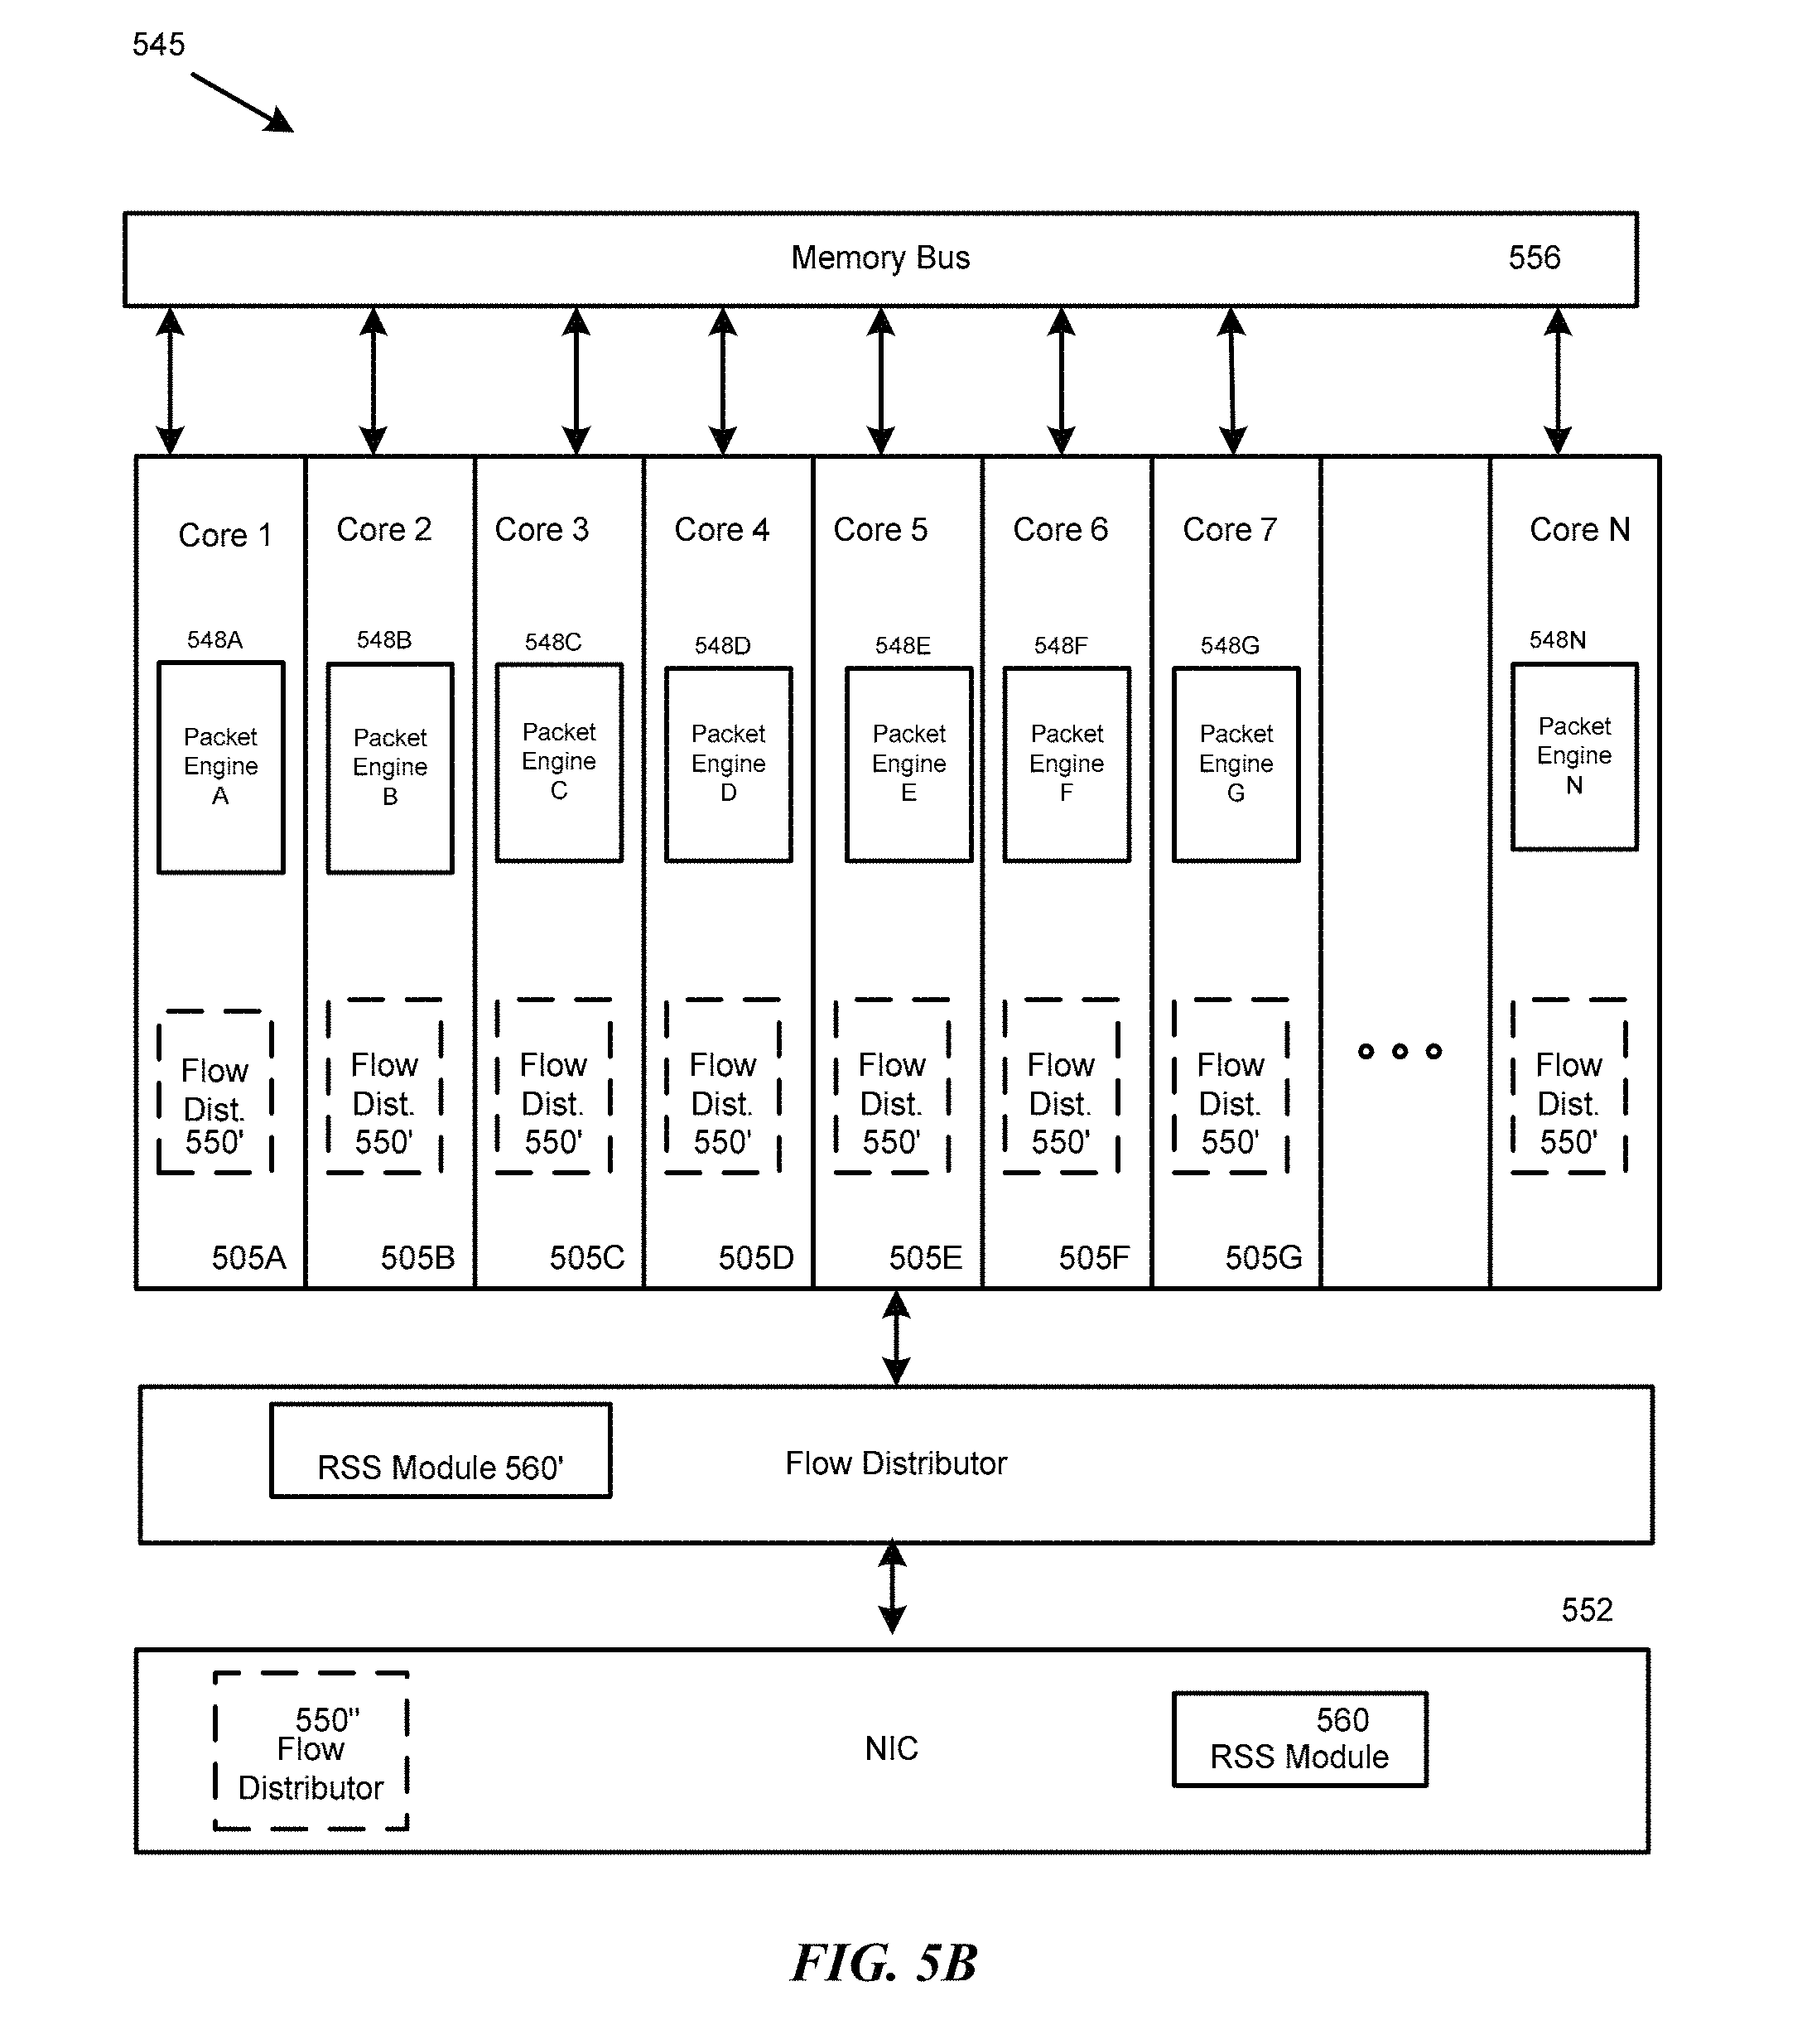 545
Memory Bus 556
Core 1 Core 2 Core 3 Core 4 Core 5 Core 6 Core 7 Core N
548A 548B 548C 548D 548E 548F 548G 548N
Packet Packet Packet Packet Packet Packet Packet Packet
Engine Engine Engine Engine Engine Engine Engine Engine
A B C D E F G N
Flow Flow Flow Flow Flow Flow Flow Flow
Dist. Dist. Dist. Dist. Dist. Dist. Dist. Dist.
550' 550' 550' 550' 550' 550' 550' 550'
505A 505B 505C 505D 505E 505F 505G
RSS Module 560' Flow Distributor
552
550" 560
Flow NIC RSS Module
Distributor
FIG. 5B